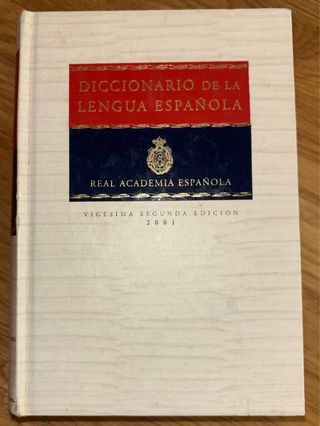 DICCIONARIO DE LA
LENGUA ESPAÑOLA
REAL ACADEMIA ESPAÑOLA
VIGÉSIMA SEGUNDA EDICIÓN
2001